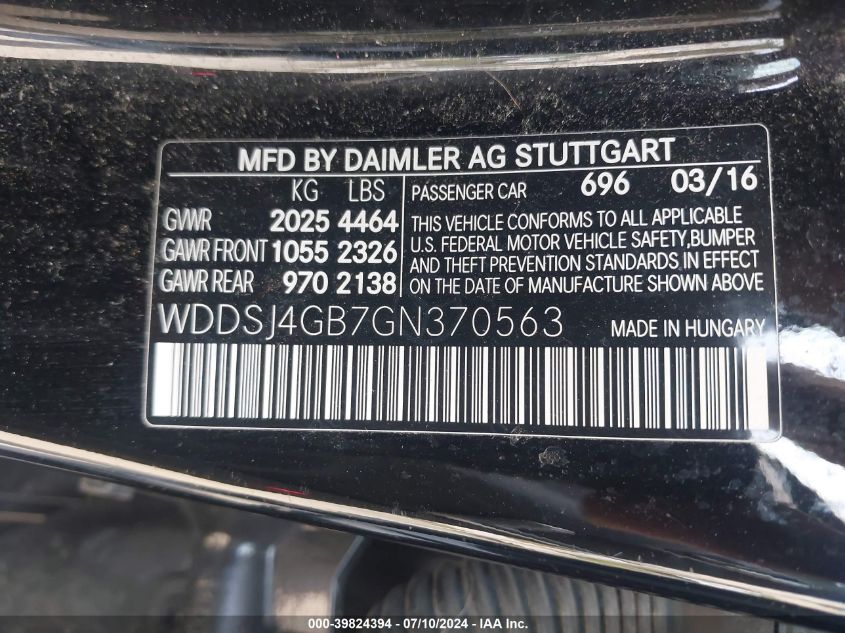 MFD BY DAIMLER AG STUTTGART
KG LBS
GVWR 2025 4464
GAWR FRONT 1055 2326
GAWR REAR 970 2138
PASSENGER CAR 696 03/16
THIS VEHICLE CONFORMS TO ALL APPLICABLE
U.S. FEDERAL MOTOR VEHICLE SAFETY,BUMPER
AND THEFT PREVENTION STANDARDS IN EFFECT
ON THE DATE OF MANUFACTURE SHOWN ABOVE
WDDSJ4GB7GN370563 MADE IN HUNGARY
000-39824394 - 07/10/2024 - IAA Inc.